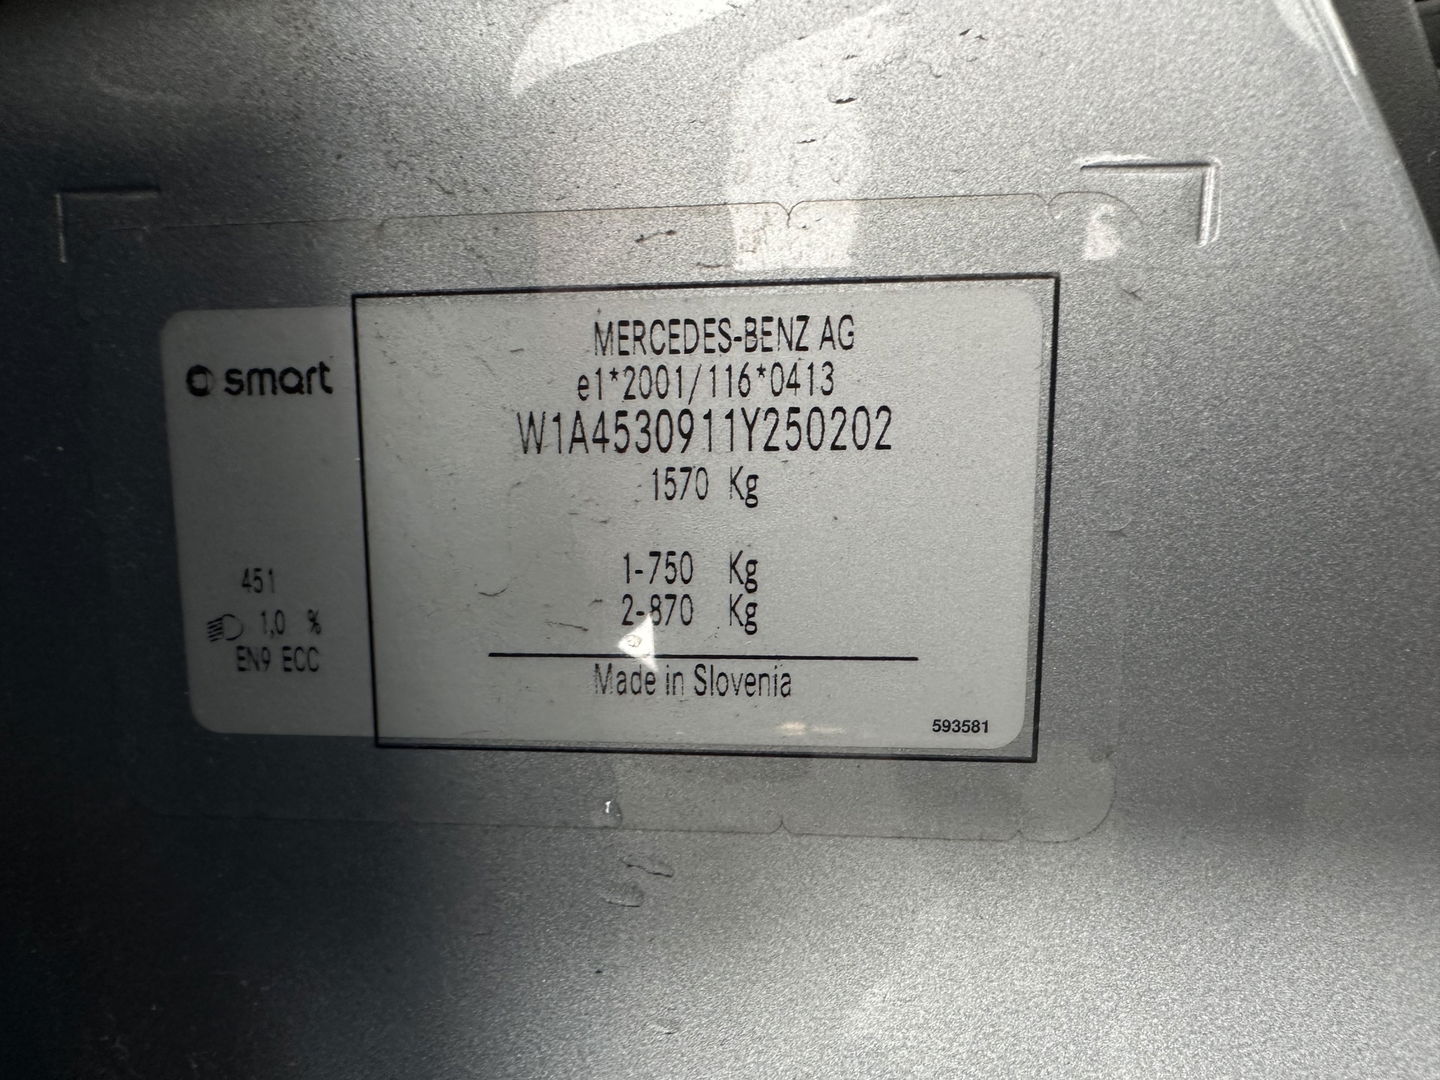 smart
MERCEDES-BENZ AG
e1*2001/116*0413
W1A4530911Y250202
1570 Kg
1-750 Kg
2-870 Kg
Made in Slovenia
593581
451
1,0 %
EN9 ECC